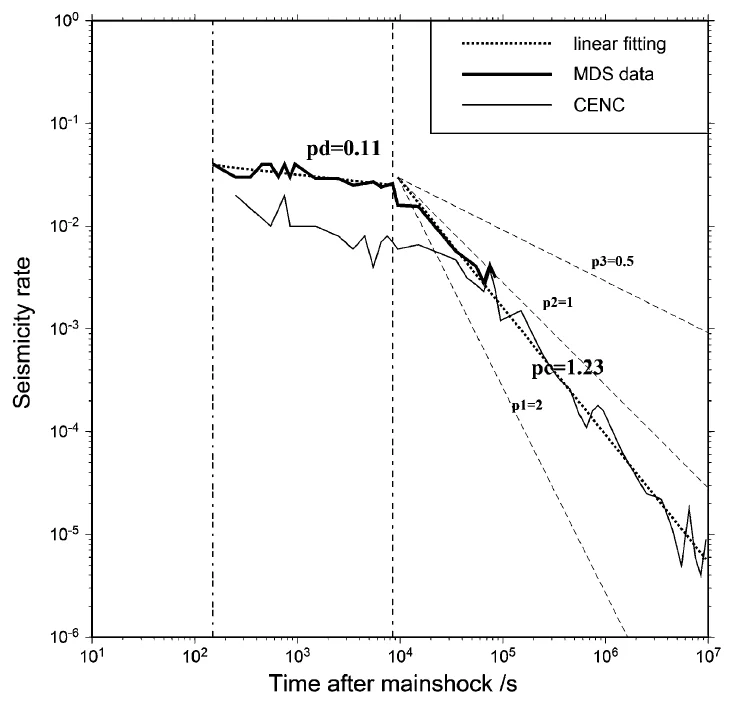 10^0
10^-1
10^-2
10^-3
10^-4
10^-5
10^-6
Seismicity rate
linear fitting
MDS data
CENC
pd=0.11
p3=0.5
p2=1
pc=1.23
p1=2
10^1 10^2 10^3 10^4 10^5 10^6 10^7
Time after mainshock /s